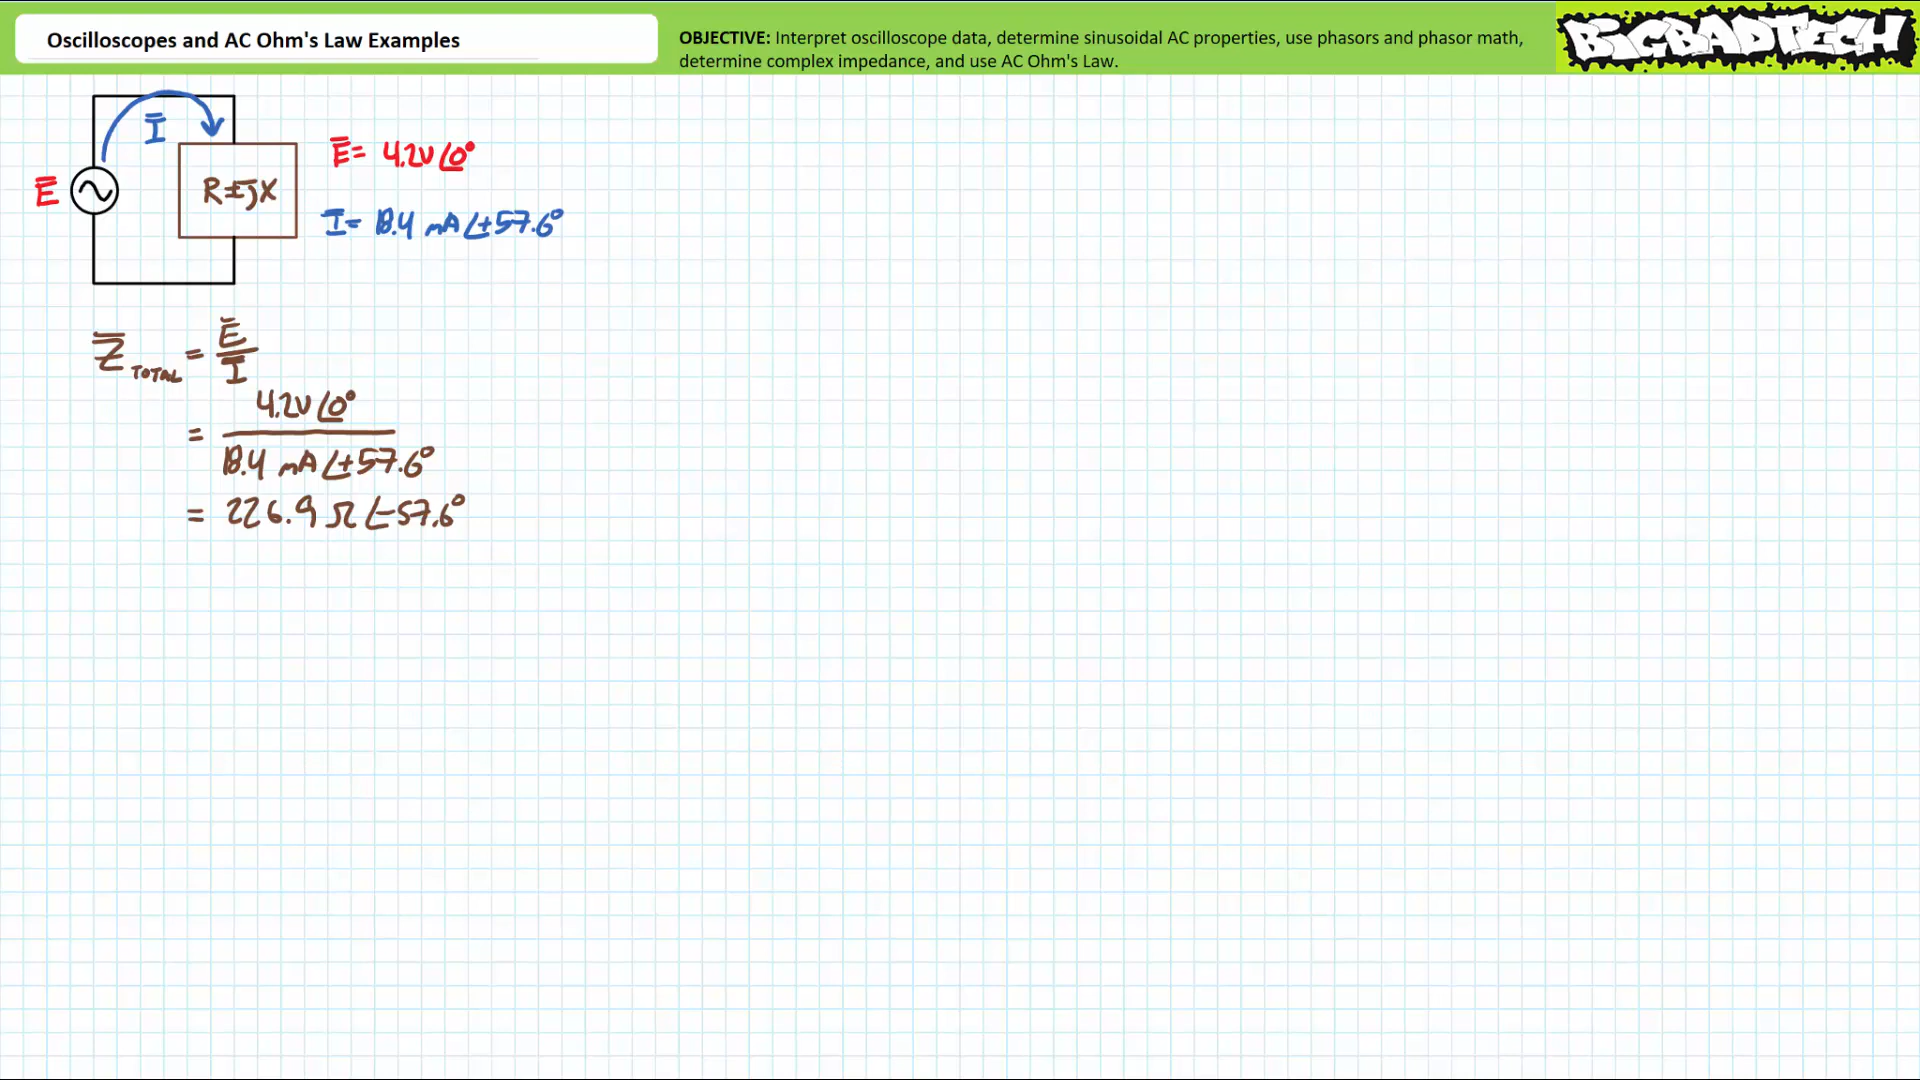 Oscilloscopes and AC Ohm's Law Examples
OBJECTIVE: Interpret oscilloscope data, determine sinusoidal AC properties, use phasors and phasor math,
determine complex impedance, and use AC Ohm's Law.
BIGBADTECH
Ī
Ē
R±jX
Ē = 4.2V∠0°
Ī = 18.4 mA∠+57.6°
Z̄ TOTAL = Ē / Ī
= 4.2V∠0° / 18.4 mA∠+57.6°
= 226.9 Ω∠-57.6°